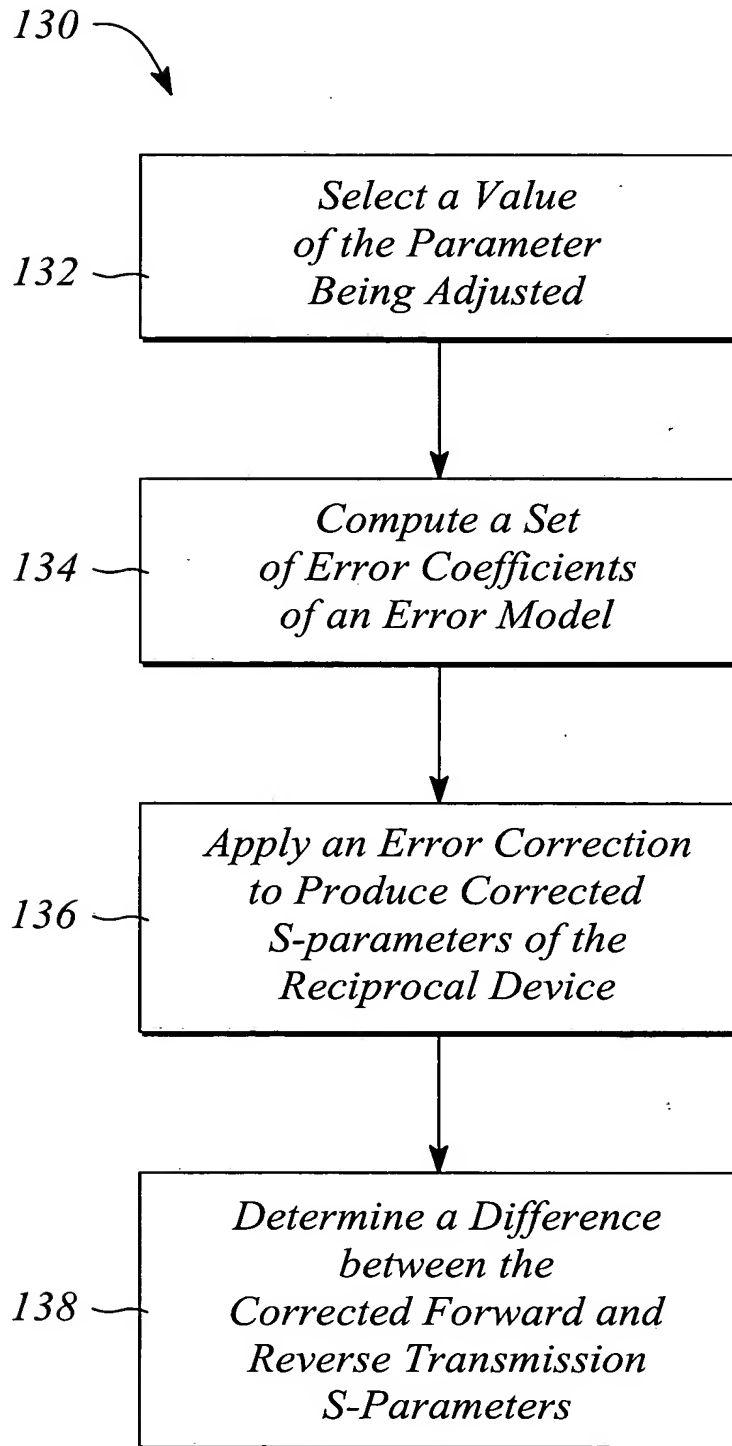 130
Select a Value
of the Parameter
Being Adjusted
132
Compute a Set
of Error Coefficients
of an Error Model
134
Apply an Error Correction
to Produce Corrected
S-parameters of the
Reciprocal Device
136
Determine a Difference
between the
Corrected Forward and
Reverse Transmission
S-Parameters
138